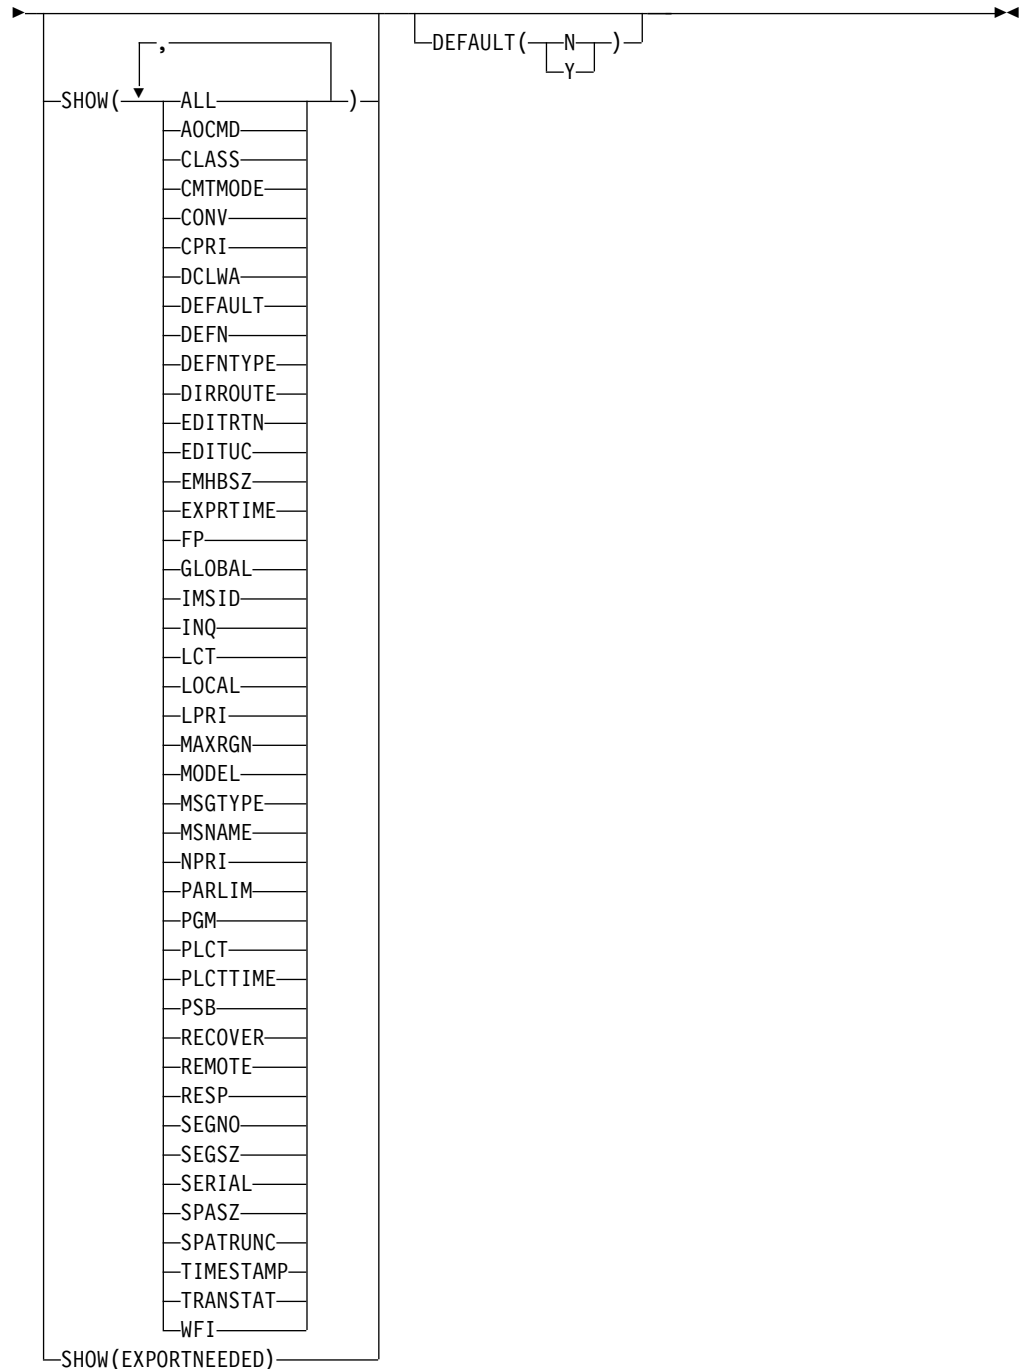 ,
DEFAULT( N )
Y
SHOW( ALL )
AOCMD
CLASS
CMTMODE
CONV
CPRI
DCLWA
DEFAULT
DEFN
DEFNTYPE
DIRROUTE
EDITRTN
EDITUC
EMHBSZ
EXPRTIME
FP
GLOBAL
IMSID
INQ
LCT
LOCAL
LPRI
MAXRGN
MODEL
MSGTYPE
MSNAME
NPRI
PARLIM
PGM
PLCT
PLCTTIME
PSB
RECOVER
REMOTE
RESP
SEGNO
SEGSZ
SERIAL
SPASZ
SPATRUNC
TIMESTAMP
TRANSTAT
WFI
SHOW(EXPORTNEEDED)